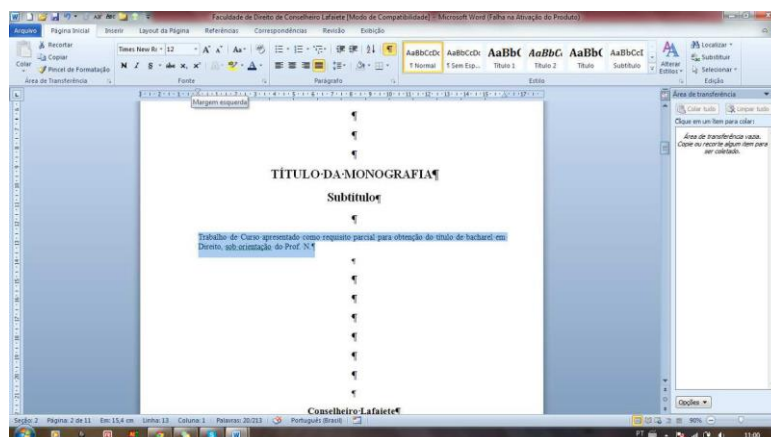 Faculdade de Direito de Conselheiro Lafaiete [Modo de Compatibilidade] - Microsoft Word (Falha na Ativação do Produto)
Arquivo Página Inicial Inserir Layout da Página Referências Correspondências Revisão Exibição
Colar
Recortar
Copiar
Pincel de Formatação
Área de Transferência
Times New Ro 12
N I S abc x₂ x²
Fonte
Parágrafo
AaBbCcDc AaBbCcDc AaBb( AaBbC AaBb( AaBbCcI
¶ Normal ¶ Sem Esp... Título 1 Título 2 Título Subtítulo
Estilo
Alterar Estilos
Localizar
Substituir
Selecionar
Edição
Margem esquerda
¶
¶
¶
TÍTULO·DA·MONOGRAFIA¶
Subtítulo¶
¶
Trabalho de Curso apresentado como requisito parcial para obtenção do título de bacharel em
Direito, sob orientação do Prof. N.¶
¶
¶
¶
¶
¶
¶
¶
¶
Conselheiro·Lafaiete¶
Área de transferência
Colar tudo Limpar tudo
Clique em um item para colar:
Área de transferência vazia.
Copie ou recorte algum item para
ser coletado.
Opções
Seção: 2 Página: 2 de 11 Em: 15,4 cm Linha: 13 Coluna: 1 Palavras: 20/213 Português (Brasil) 90%
PT 11:00